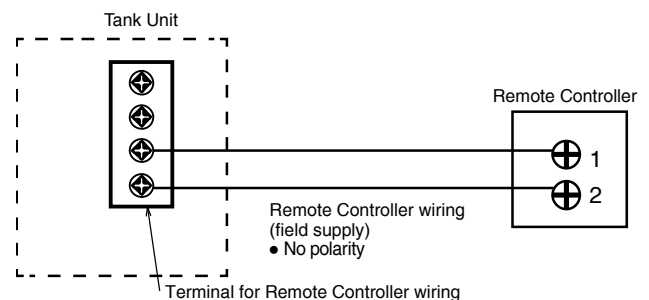 Tank Unit
Remote Controller
1
2
Remote Controller wiring
(field supply)
● No polarity
Terminal for Remote Controller wiring